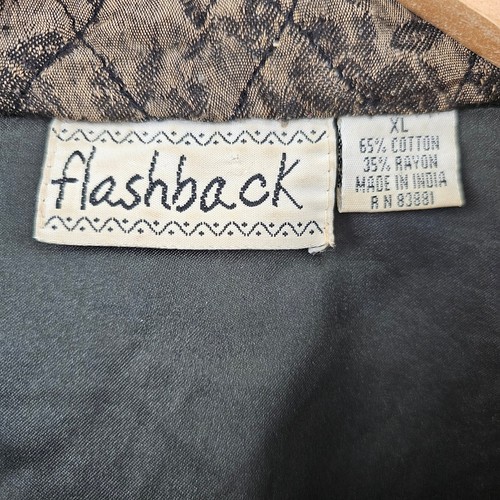 flashback
XL
65% COTTON
35% RAYON
MADE IN INDIA
R N 83881